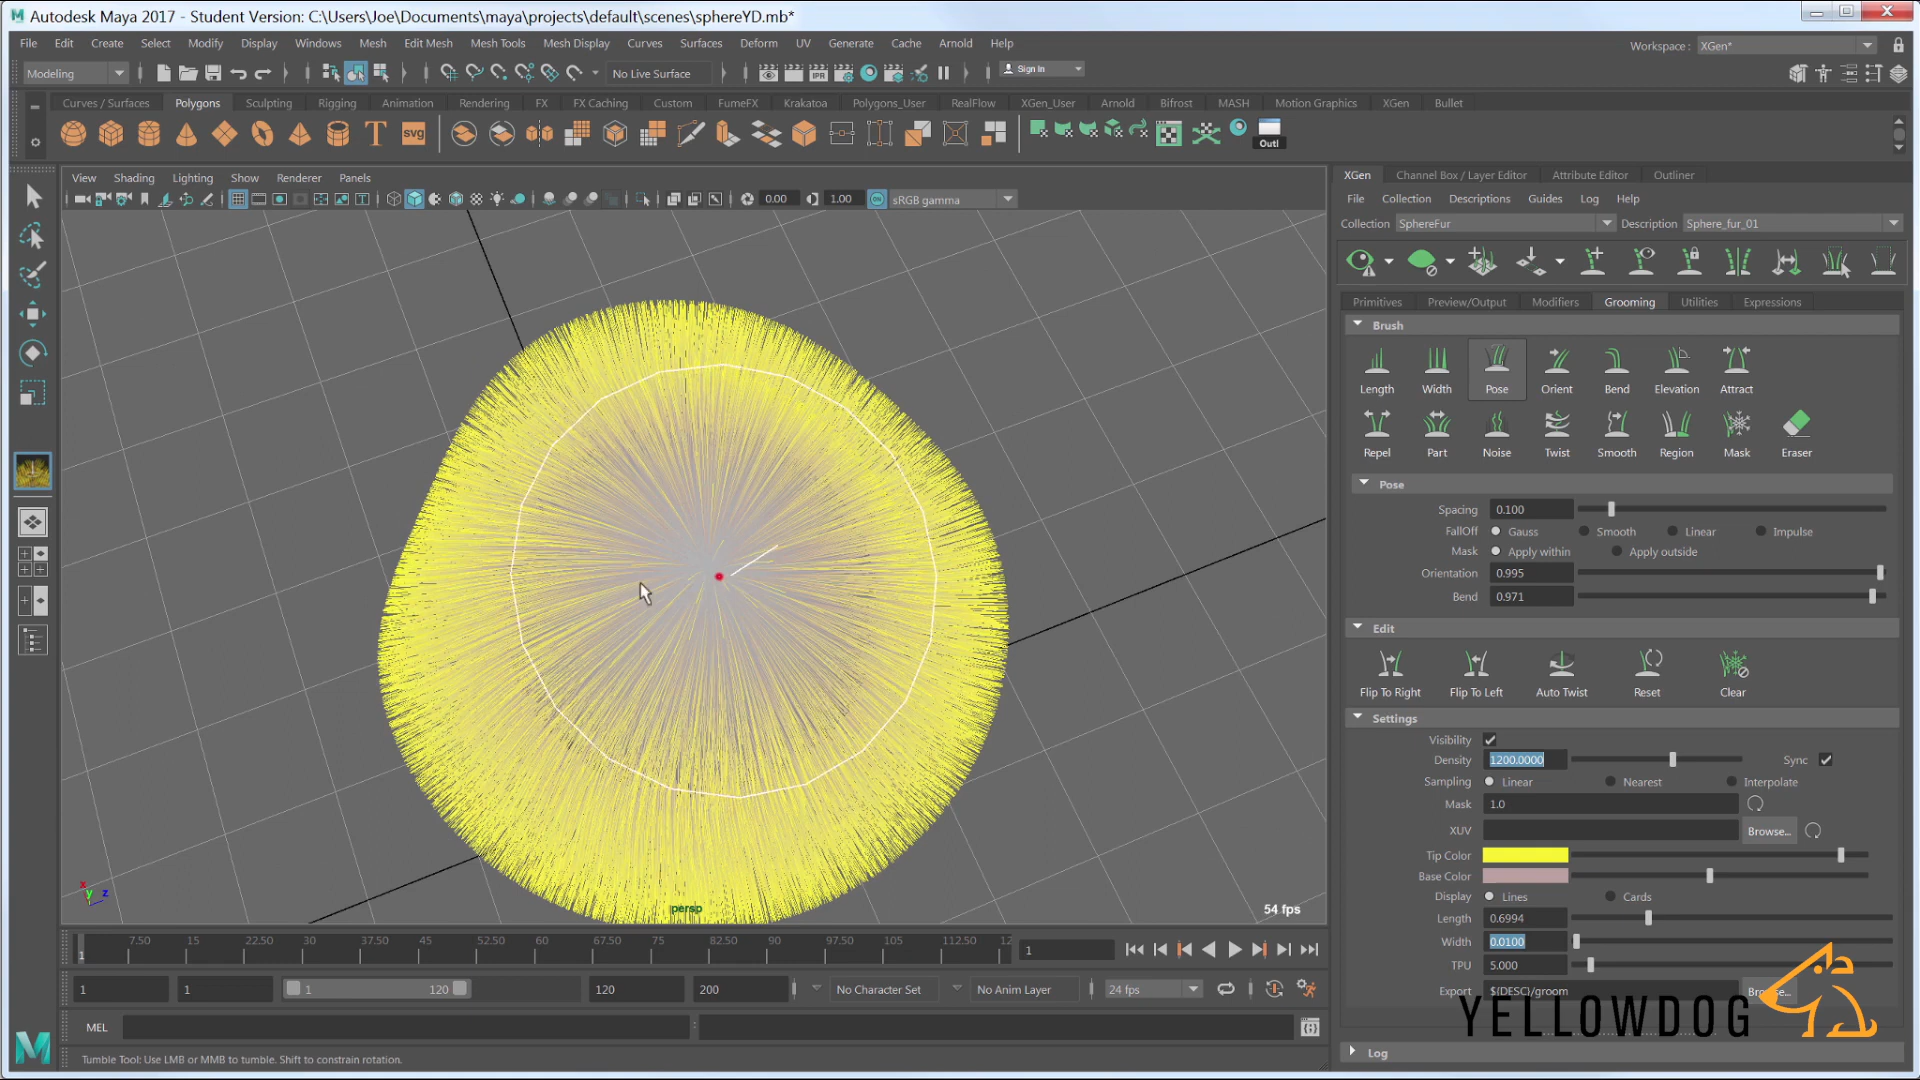 Autodesk Maya 2017 - Student Version: C:\Users\Joe\Documents\maya\projects\default\scenes\sphereYD.mb*
File Edit Create Select Modify Display Windows Mesh Edit Mesh Mesh Tools Mesh Display Curves Surfaces Deform UV Generate Cache Arnold Help
Workspace : XGen*
Modeling No Live Surface IPR Sign In
Curves / Surfaces Polygons Sculpting Rigging Animation Rendering FX FX Caching Custom FumeFX Krakatoa Polygons_User RealFlow XGen_User Arnold Bifrost MASH Motion Graphics XGen Bullet
T svg Outl
View Shading Lighting Show Renderer Panels
0.00 1.00 sRGB gamma
XGen Channel Box / Layer Editor Attribute Editor Outliner
File Collection Descriptions Guides Log Help
Collection SphereFur Description Sphere_fur_01
Primitives Preview/Output Modifiers Grooming Utilities Expressions
Brush
Length Width Pose Orient Bend Elevation Attract
Repel Part Noise Twist Smooth Region Mask Eraser
Pose
Spacing 0.100
FallOff Gauss Smooth Linear Impulse
Mask Apply within Apply outside
Orientation 0.995
Bend 0.971
Edit
Flip To Right Flip To Left Auto Twist Reset Clear
Settings
Visibility
Density 1200.0000 Sync
Sampling Linear Nearest Interpolate
Mask 1.0
XUV Browse...
Tip Color
Base Color
Display Lines Cards
Length 0.6994
Width 0.0100
TPU 5.000
Export ${DESC}/groom Browse...
YELLOWDOG
Log
x y z
persp
54 fps
1 7.50 15 22.50 30 37.50 45 52.50 60 67.50 75 82.50 90 97.50 105 112.50 12 1
1 1 1 120 120 200 No Character Set No Anim Layer 24 fps
MEL
Tumble Tool: Use LMB or MMB to tumble. Shift to constrain rotation.